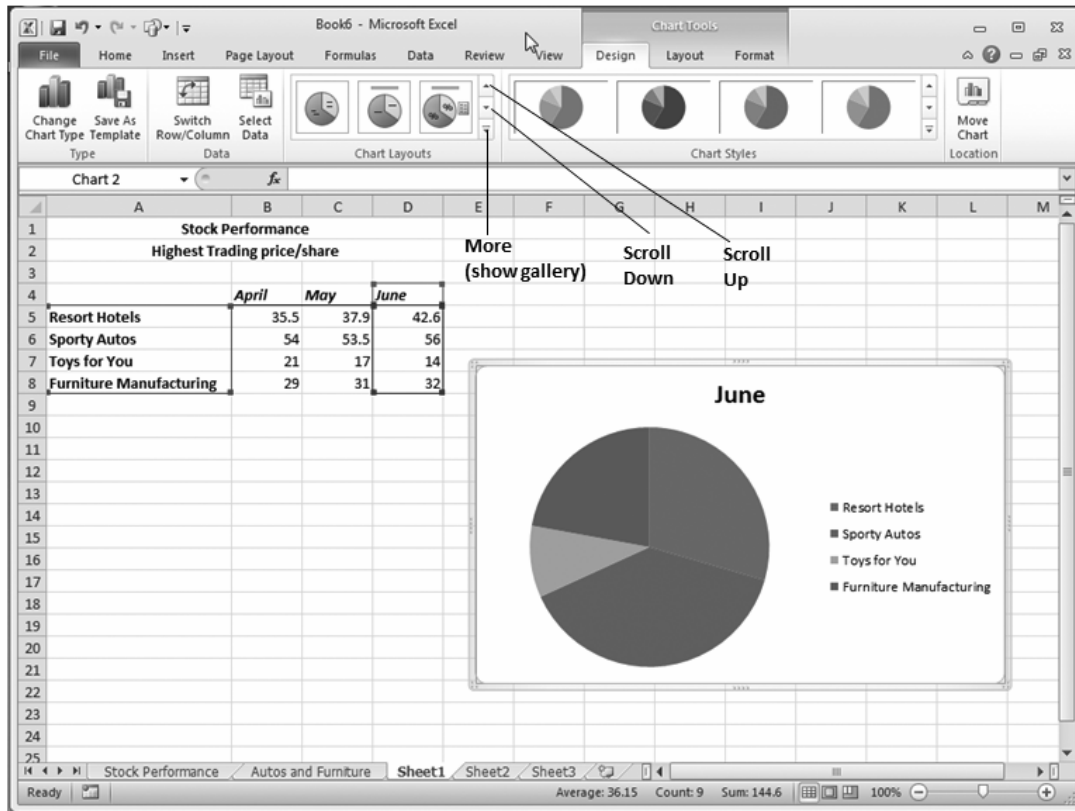 Book6 - Microsoft Excel
Chart Tools
File Home Insert Page Layout Formulas Data Review View Design Layout Format
Change Chart Type
Save As Template
Switch Row/Column
Select Data
Move Chart
Type Data Chart Layouts Chart Styles Location
Chart 2 fx
A B C D E F G H I J K L M
1 Stock Performance
2 Highest Trading price/share
More
(show gallery)
Scroll
Down
Scroll
Up
3
4 April May June
5 Resort Hotels 35.5 37.9 42.6
6 Sporty Autos 54 53.5 56
7 Toys for You 21 17 14
8 Furniture Manufacturing 29 31 32
9
10
11
12
13
14
15
16
17
18
19
20
21
22
23
24
25
June
Resort Hotels
Sporty Autos
Toys for You
Furniture Manufacturing
Stock Performance Autos and Furniture Sheet1 Sheet2 Sheet3
Ready Average: 36.15 Count: 9 Sum: 144.6 100%